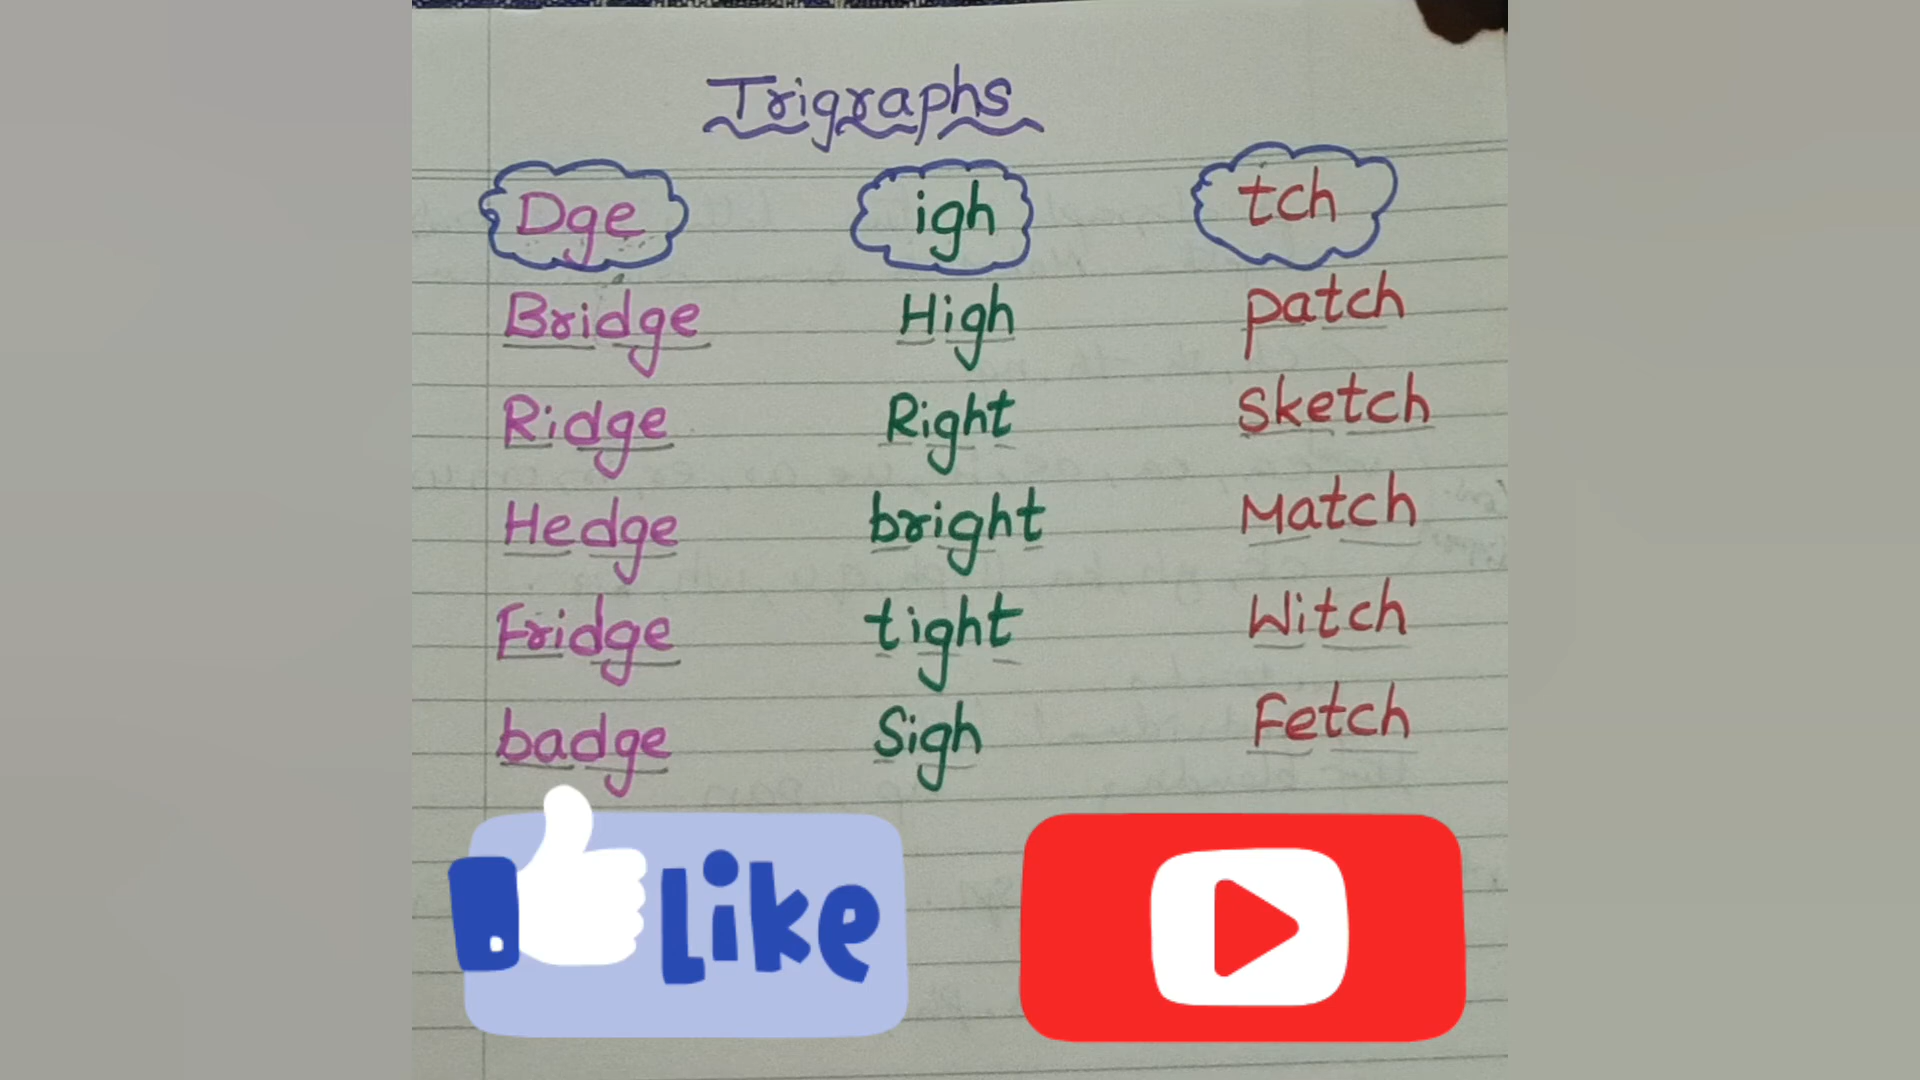 Trigraphs
Dge igh tch
Bridge High patch
Ridge Right Sketch
Hedge bright Match
Fridge tight Witch
badge Sigh Fetch
Like